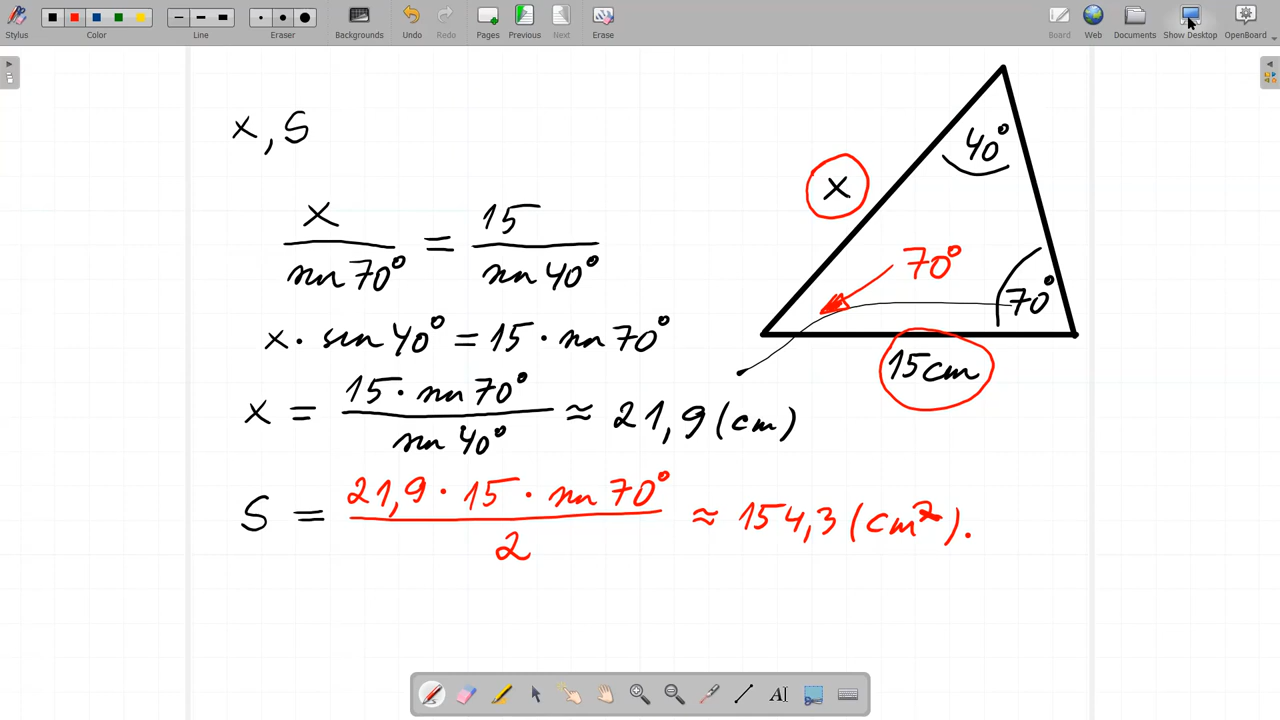 Stylus Color Line Eraser Backgrounds Undo Redo Pages Previous Next Erase Board Web Documents Show Desktop OpenBoard
x, S
x / sin 70° = 15 / sin 40°
x · sin 40° = 15 · sin 70°
x = 15 · sin 70° / sin 40° ≈ 21,9 (cm)
S = 21,9 · 15 · sin 70° / 2 ≈ 154,3 (cm²).
40°
x
70°
70°
15cm
AI